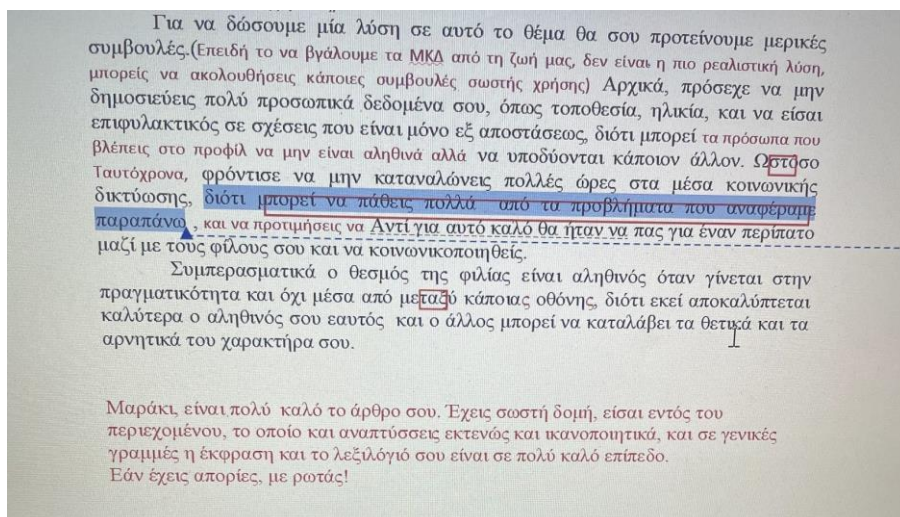 Για να δώσουμε μία λύση σε αυτό το θέμα θα σου προτείνουμε μερικές
συμβουλές.(Επειδή το να βγάλουμε τα ΜΚΔ από τη ζωή μας, δεν είναι η πιο ρεαλιστική λύση,
μπορείς να ακολουθήσεις κάποιες συμβουλές σωστής χρήσης) Αρχικά, πρόσεχε να μην
δημοσιεύεις πολύ προσωπικά δεδομένα σου, όπως τοποθεσία, ηλικία, και να είσαι
επιφυλακτικός σε σχέσεις που είναι μόνο εξ αποστάσεως, διότι μπορεί τα πρόσωπα που
βλέπεις στο προφίλ να μην είναι αληθινά αλλά να υποδύονται κάποιον άλλον. Ωστόσο
Ταυτόχρονα, φρόντισε να μην καταναλώνεις πολλές ώρες στα μέσα κοινωνικής
δικτύωσης, διότι μπορεί να πάθεις πολλά από τα προβλήματα που αναφέραμε
παραπάνω , και να προτιμήσεις να Αντί για αυτό καλό θα ήταν να πας για έναν περίπατο
μαζί με τους φίλους σου και να κοινωνικοποιηθείς.
Συμπερασματικά ο θεσμός της φιλίας είναι αληθινός όταν γίνεται στην
πραγματικότητα και όχι μέσα από μεταξύ κάποιας οθόνης, διότι εκεί αποκαλύπτεται
καλύτερα ο αληθινός σου εαυτός και ο άλλος μπορεί να καταλάβει τα θετικά και τα
αρνητικά του χαρακτήρα σου.
Μαράκι, είναι πολύ καλό το άρθρο σου. Έχεις σωστή δομή, είσαι εντός του
περιεχομένου, το οποίο και αναπτύσσεις εκτενώς και ικανοποιητικά, και σε γενικές
γραμμές η έκφραση και το λεξιλόγιό σου είναι σε πολύ καλό επίπεδο.
Εάν έχεις απορίες, με ρωτάς!